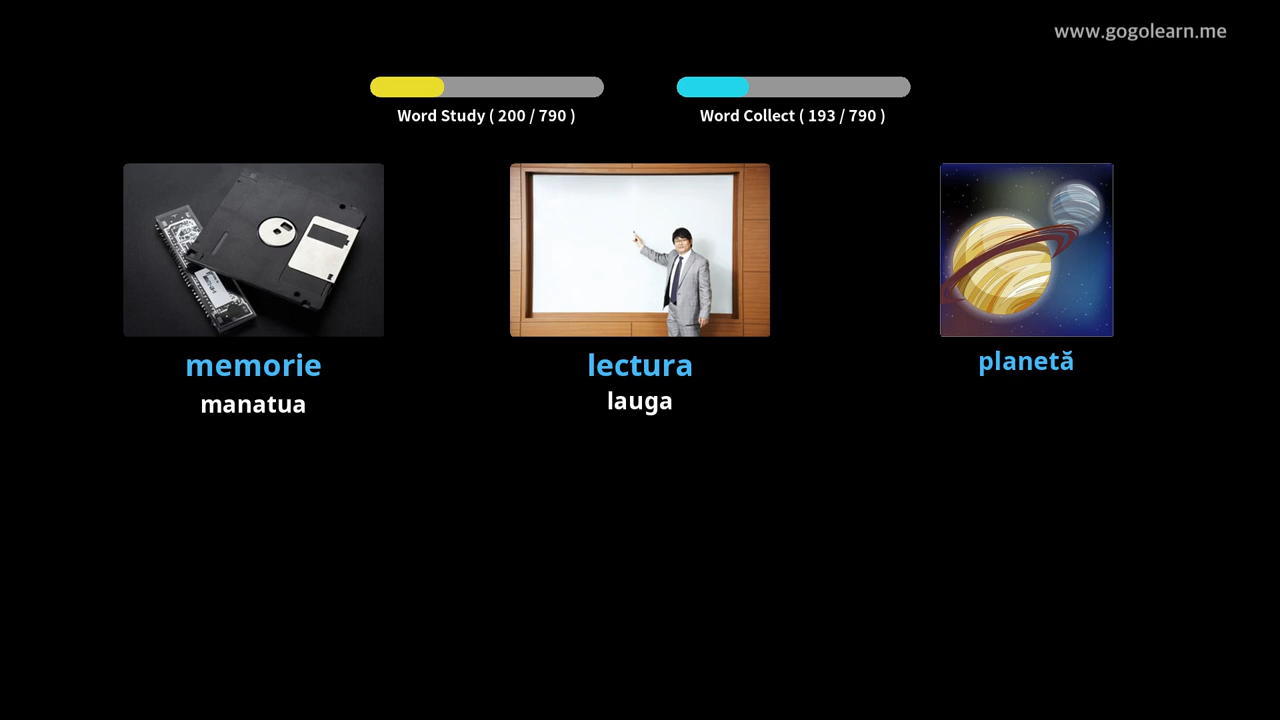 www.gogolearn.me
Word Study ( 200 / 790 )
Word Collect ( 193 / 790 )
memorie
manatua
lectura
lauga
planetă